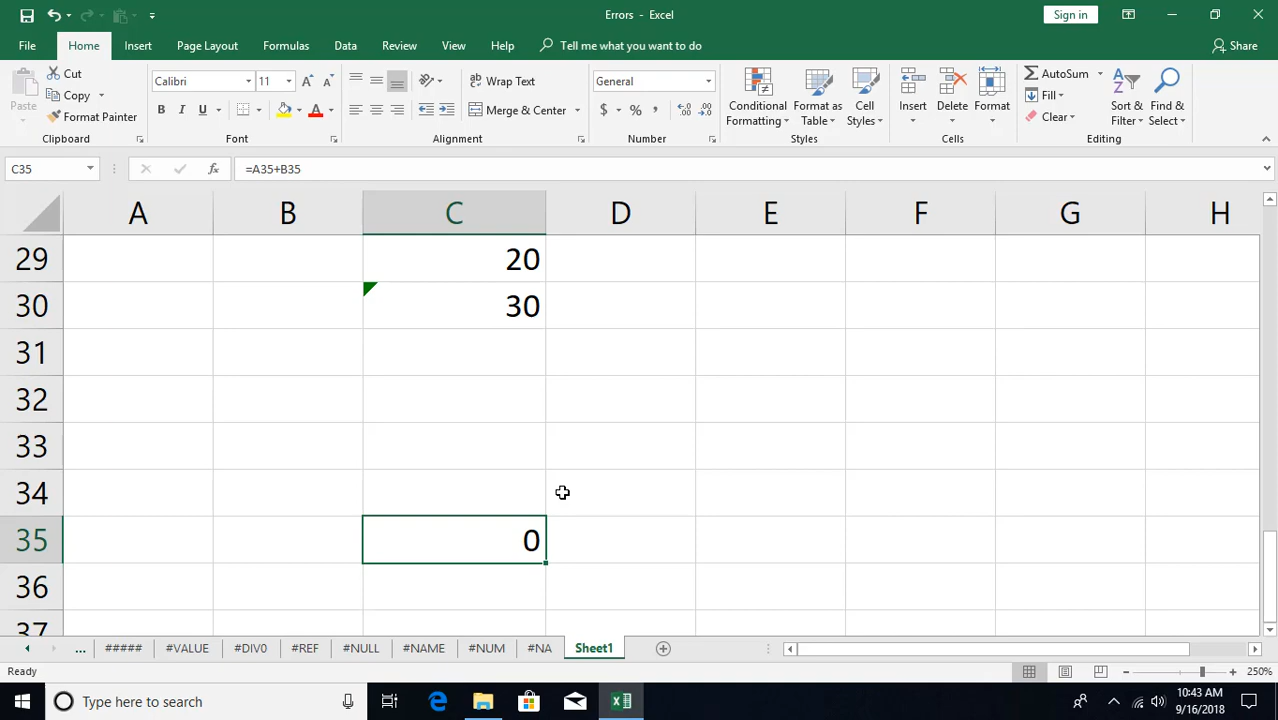 Errors - Excel
Sign in
File Home Insert Page Layout Formulas Data Review View Help Tell me what you want to do Share
Paste
Cut
Copy
Format Painter
Clipboard
Calibri 11
B I U
A A
A
Font
Wrap Text
Merge & Center
Alignment
General
$ % ,
Number
Conditional Formatting
Format as Table
Cell Styles
Styles
Insert Delete Format
Cells
AutoSum
Fill
Clear
Sort & Filter
Find & Select
Editing
C35 fx =A35+B35
A B C D E F G H
29 20
30 30
31
32
33
34
35 0
36
37
... ##### #VALUE #DIV0 #REF #NULL #NAME #NUM #NA Sheet1
Ready 250%
Type here to search
10:43 AM
9/16/2018